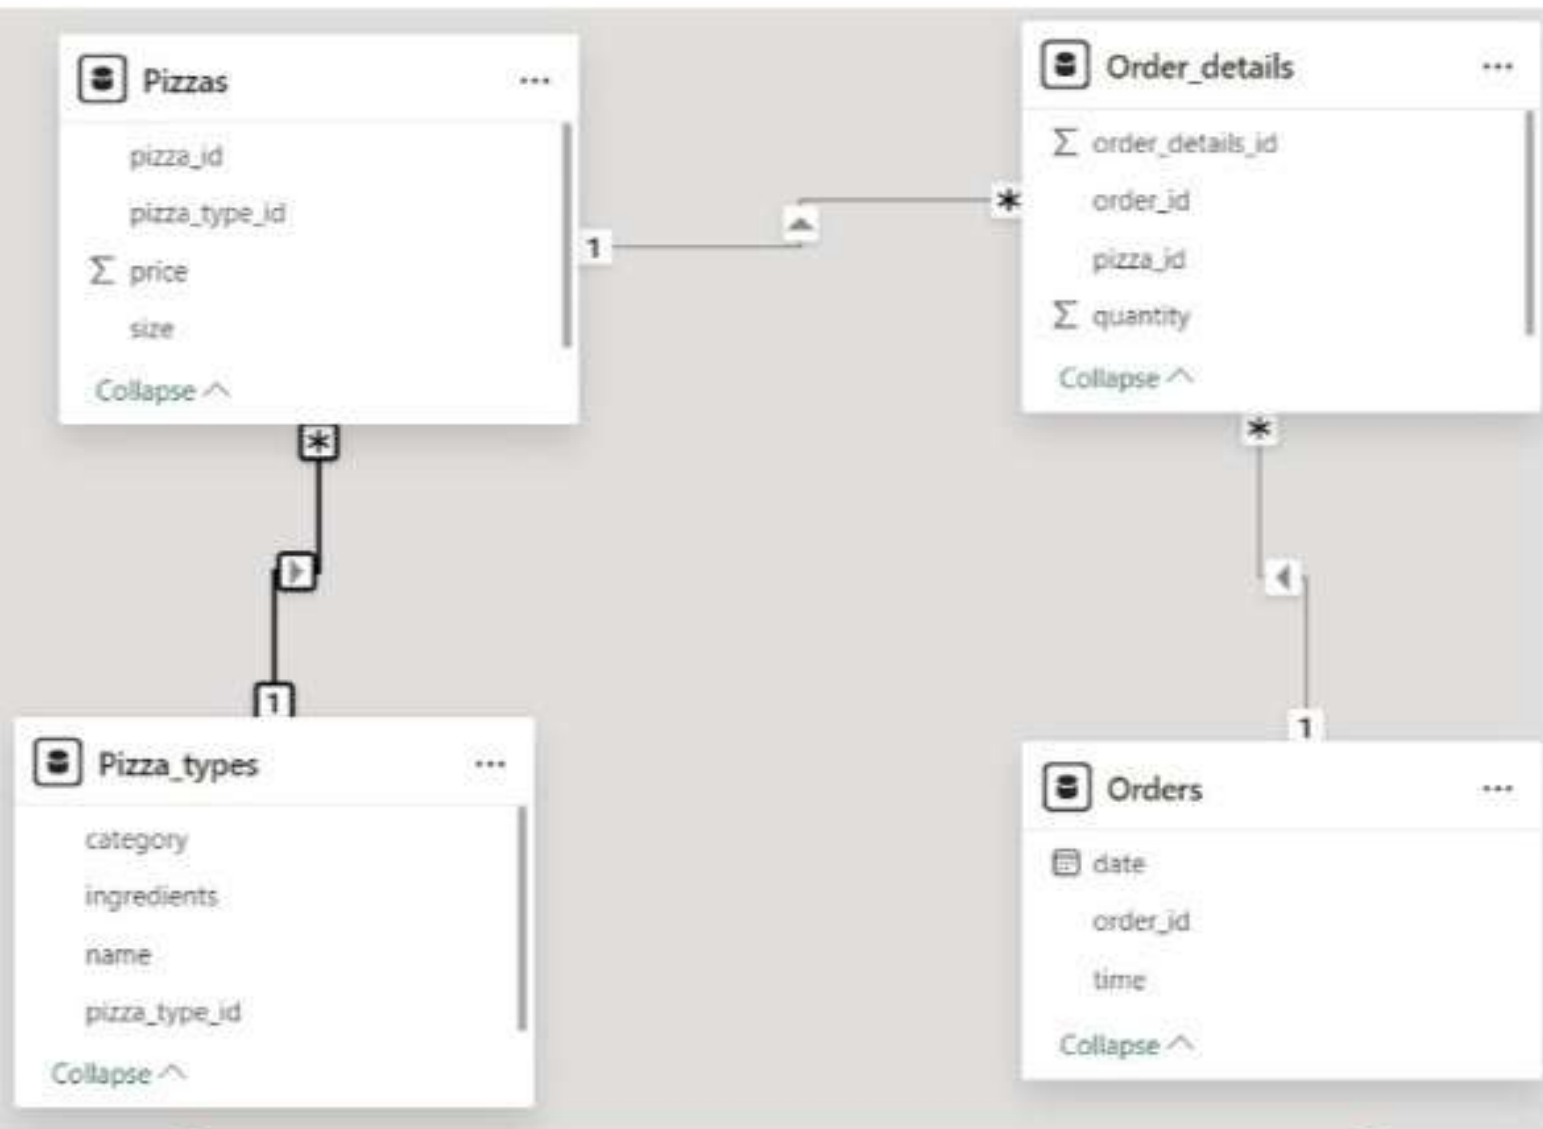 Pizzas ...
pizza_id
pizza_type_id
Σ price
size
Collapse
1
*
Order_details ...
Σ order_details_id
order_id
pizza_id
Σ quantity
Collapse
*
1
*
1
Pizza_types ...
category
ingredients
name
pizza_type_id
Collapse
Orders ...
date
order_id
time
Collapse